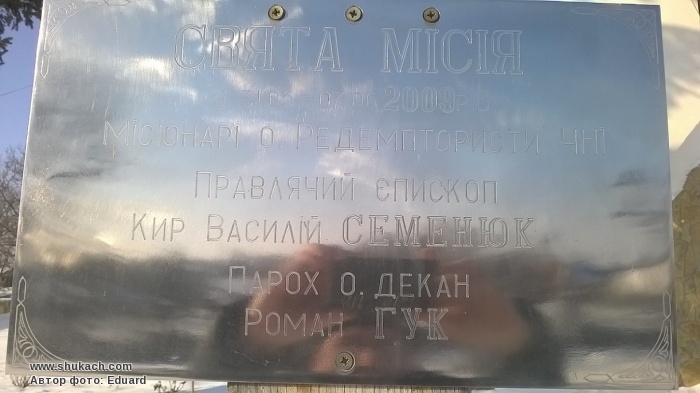 СВЯТА МІСІЯ
2009р.
Місіонарі о. Редемптористи ЧНІ
Правлячий єпископ
Кир Василій СЕМЕНЮК
Парох о. декан
Роман ГУК
www.shukach.com
Автор фото: Eduard